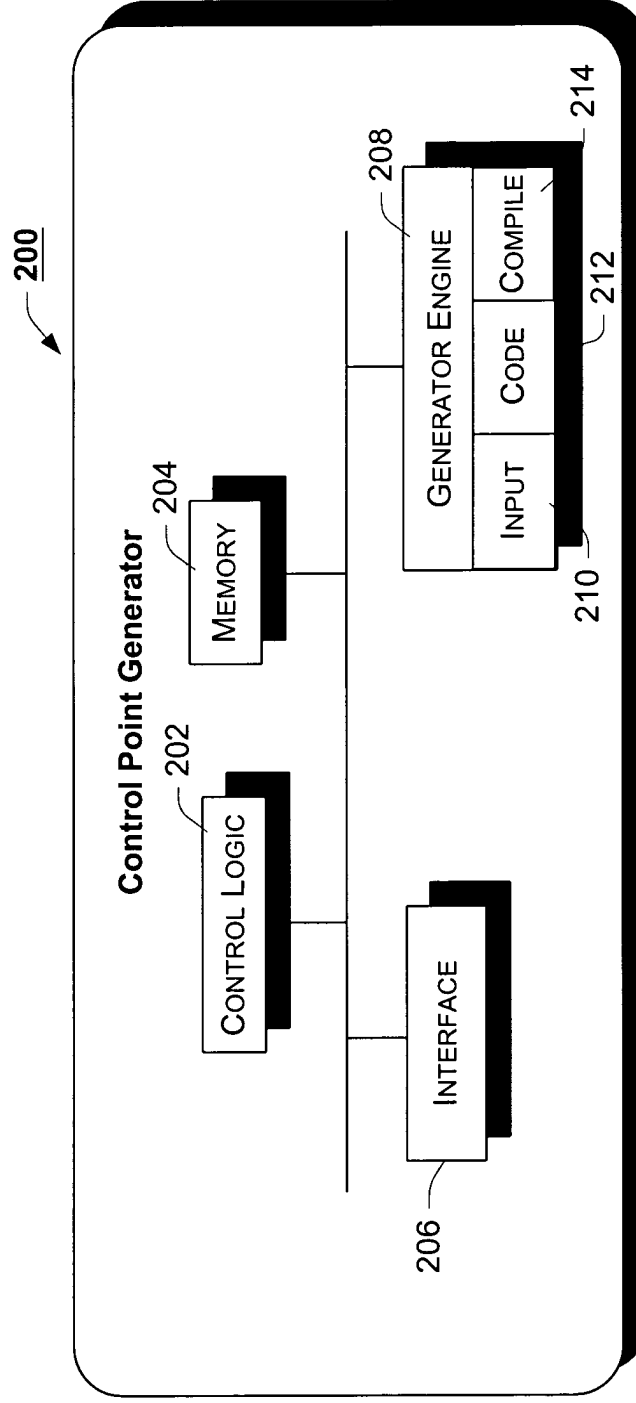 200
Control Point Generator
202
204
CONTROL LOGIC
MEMORY
206
208
INTERFACE
GENERATOR ENGINE
INPUT
CODE
COMPILE
210
212
214